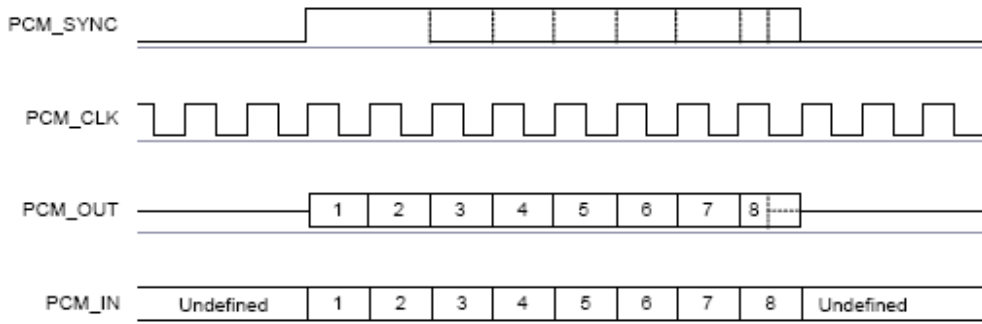 PCM_SYNC
PCM_CLK
PCM_OUT 1 2 3 4 5 6 7 8
PCM_IN Undefined 1 2 3 4 5 6 7 8 Undefined